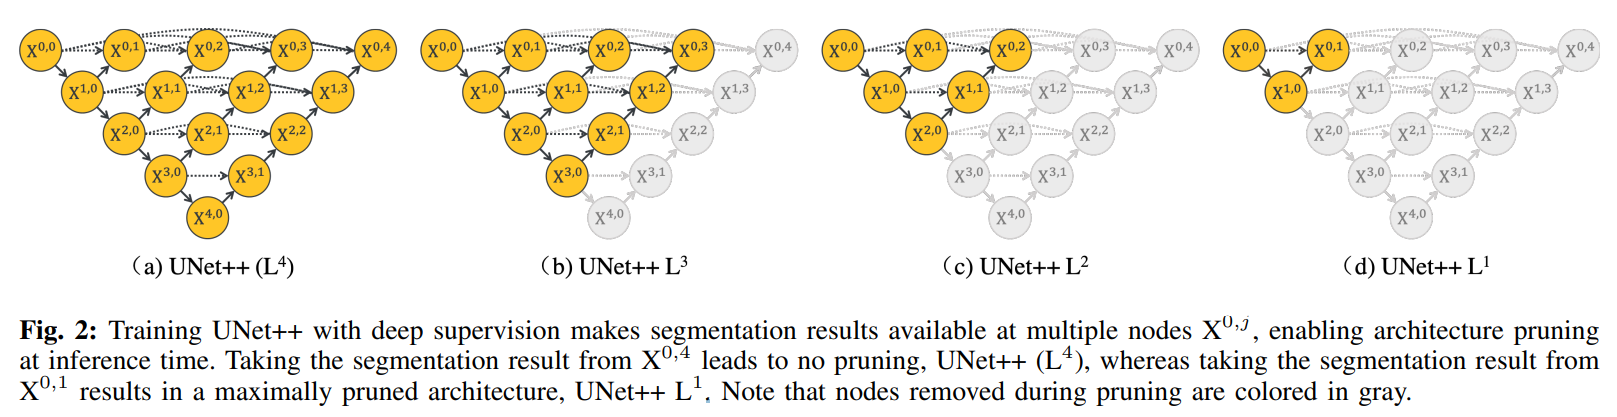 X^{0,0} X^{0,1} X^{0,2} X^{0,3} X^{0,4} X^{0,0} X^{0,1} X^{0,2} X^{0,3} X^{0,4} X^{0,0} X^{0,1} X^{0,2} X^{0,3} X^{0,4} X^{0,0} X^{0,1} X^{0,2} X^{0,3} X^{0,4}
X^{1,0} X^{1,1} X^{1,2} X^{1,3} X^{1,0} X^{1,1} X^{1,2} X^{1,3} X^{1,0} X^{1,1} X^{1,2} X^{1,3} X^{1,0} X^{1,1} X^{1,2} X^{1,3}
X^{2,0} X^{2,1} X^{2,2} X^{2,0} X^{2,1} X^{2,2} X^{2,0} X^{2,1} X^{2,2} X^{2,0} X^{2,1} X^{2,2}
X^{3,0} X^{3,1} X^{3,0} X^{3,1} X^{3,0} X^{3,1} X^{3,0} X^{3,1}
X^{4,0} X^{4,0} X^{4,0} X^{4,0}
（a) UNet++ (L^4) （b) UNet++ L^3 （c) UNet++ L^2 （d) UNet++ L^1
Fig. 2: Training UNet++ with deep supervision makes segmentation results available at multiple nodes X^{0,j}, enabling architecture pruning
at inference time. Taking the segmentation result from X^{0,4} leads to no pruning, UNet++ (L^4), whereas taking the segmentation result from
X^{0,1} results in a maximally pruned architecture, UNet++ L^1. Note that nodes removed during pruning are colored in gray.